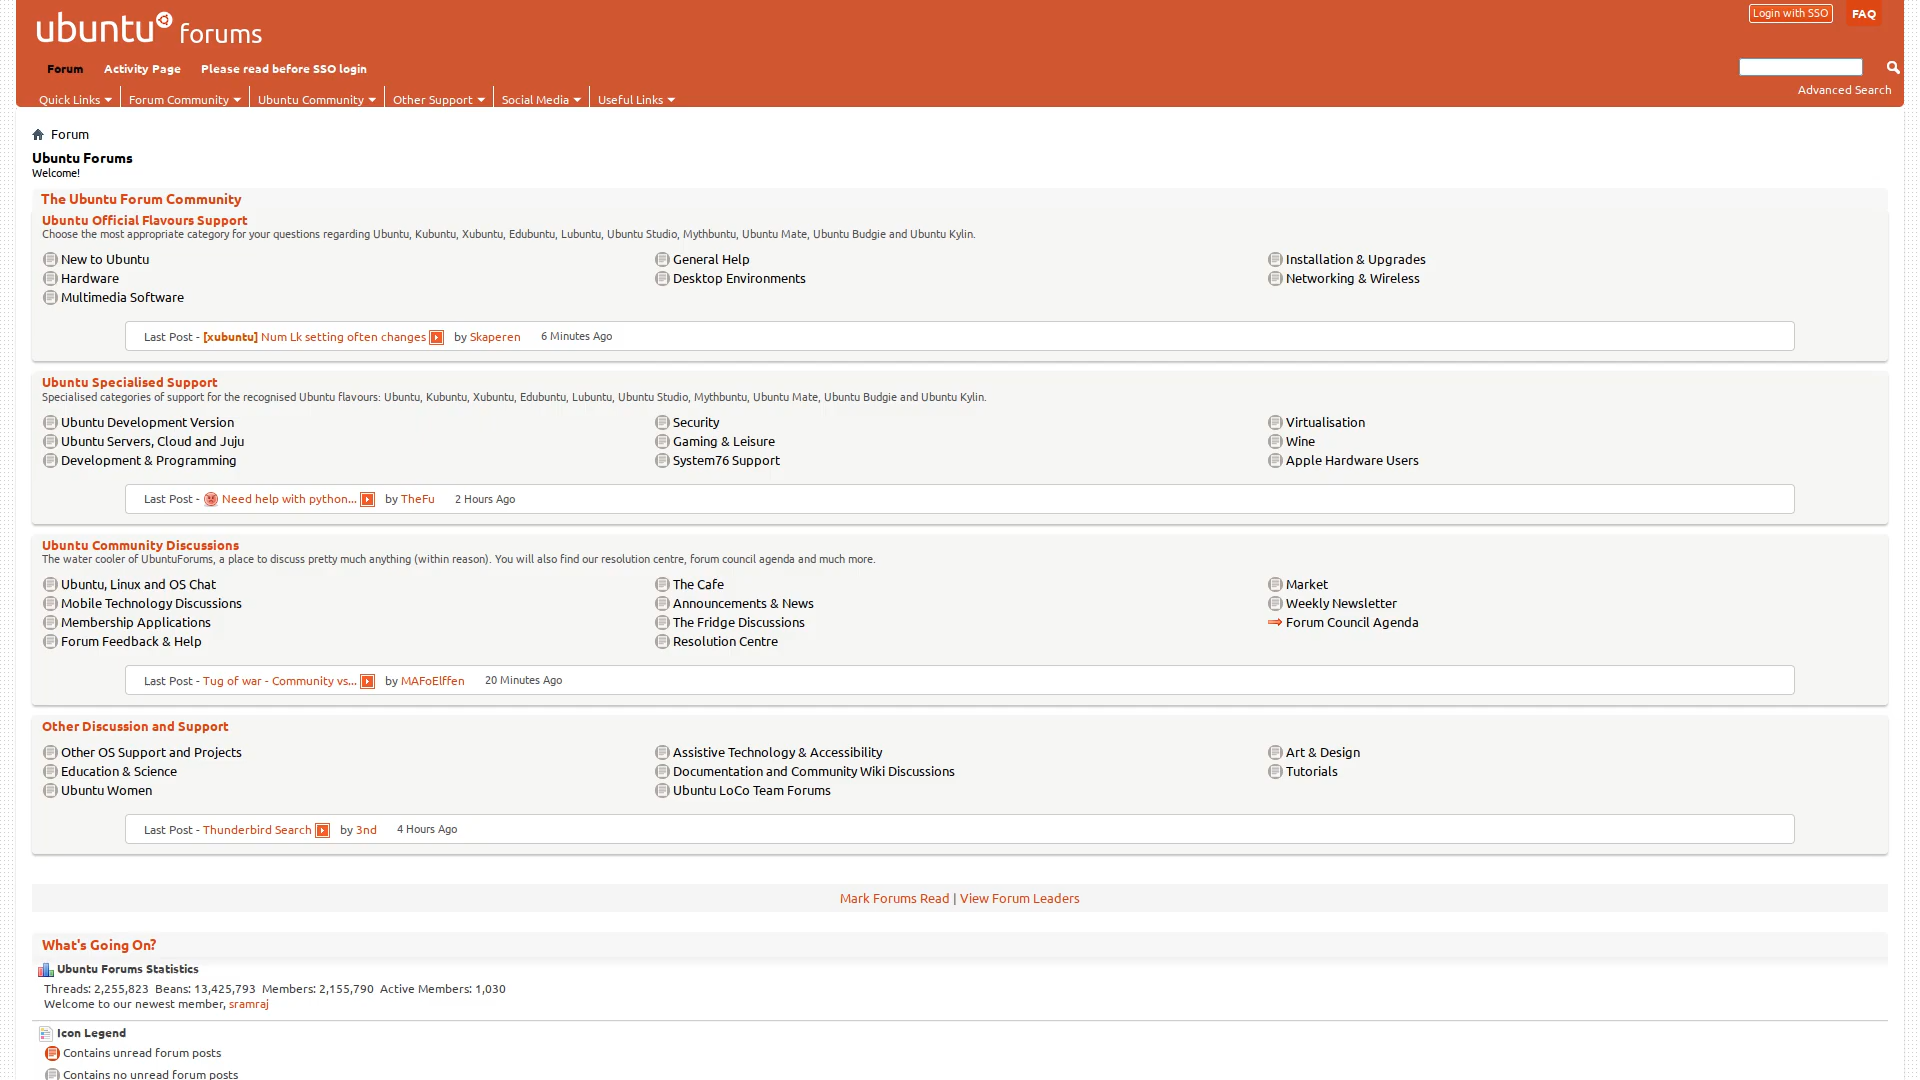 ubuntu forums
Login with SSO FAQ
Forum Activity Page Please read before SSO login
Quick Links Forum Community Ubuntu Community Other Support Social Media Useful Links
Advanced Search
Forum
Ubuntu Forums
Welcome!
The Ubuntu Forum Community
Ubuntu Official Flavours Support
Choose the most appropriate category for your questions regarding Ubuntu, Kubuntu, Xubuntu, Edubuntu, Lubuntu, Ubuntu Studio, Mythbuntu, Ubuntu Mate, Ubuntu Budgie and Ubuntu Kylin.
New to Ubuntu General Help Installation & Upgrades
Hardware Desktop Environments Networking & Wireless
Multimedia Software
Last Post - [xubuntu] Num Lk setting often changes by Skaperen 6 Minutes Ago
Ubuntu Specialised Support
Specialised categories of support for the recognised Ubuntu flavours: Ubuntu, Kubuntu, Xubuntu, Edubuntu, Lubuntu, Ubuntu Studio, Mythbuntu, Ubuntu Mate, Ubuntu Budgie and Ubuntu Kylin.
Ubuntu Development Version Security Virtualisation
Ubuntu Servers, Cloud and Juju Gaming & Leisure Wine
Development & Programming System76 Support Apple Hardware Users
Last Post - Need help with python... by TheFu 2 Hours Ago
Ubuntu Community Discussions
The water cooler of UbuntuForums, a place to discuss pretty much anything (within reason). You will also find our resolution centre, forum council agenda and much more.
Ubuntu, Linux and OS Chat The Cafe Market
Mobile Technology Discussions Announcements & News Weekly Newsletter
Membership Applications The Fridge Discussions Forum Council Agenda
Forum Feedback & Help Resolution Centre
Last Post - Tug of war - Community vs... by MAFoElffen 20 Minutes Ago
Other Discussion and Support
Other OS Support and Projects Assistive Technology & Accessibility Art & Design
Education & Science Documentation and Community Wiki Discussions Tutorials
Ubuntu Women Ubuntu LoCo Team Forums
Last Post - Thunderbird Search by 3nd 4 Hours Ago
Mark Forums Read | View Forum Leaders
What's Going On?
Ubuntu Forums Statistics
Threads: 2,255,823 Beans: 13,425,793 Members: 2,155,790 Active Members: 1,030
Welcome to our newest member, sramraj
Icon Legend
Contains unread forum posts
Contains no unread forum posts